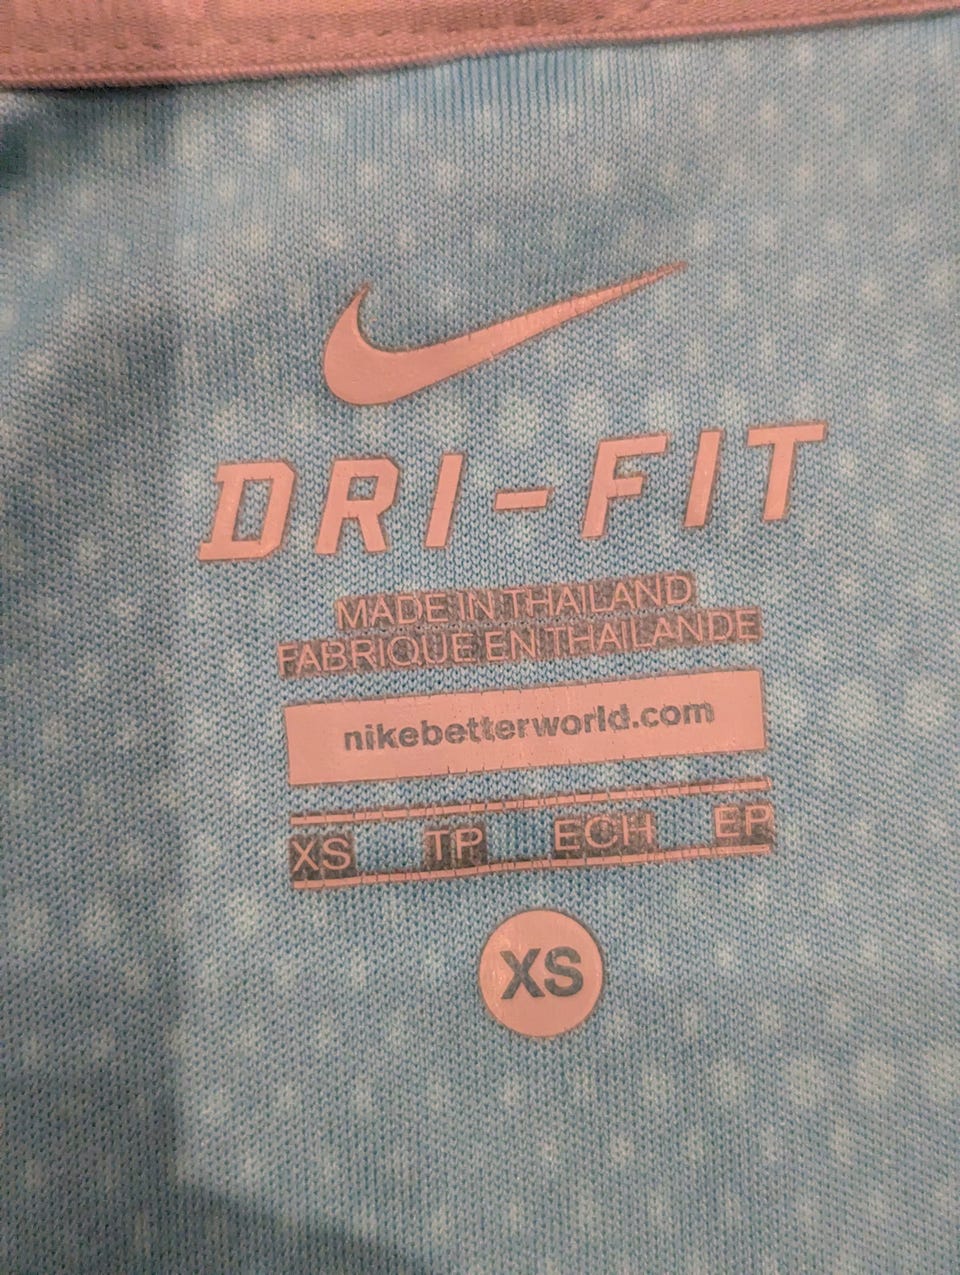 DRI-FIT
MADE IN THAILAND
FABRIQUE EN THAILANDE
nikebetterworld.com
XS TP ECH EP
XS